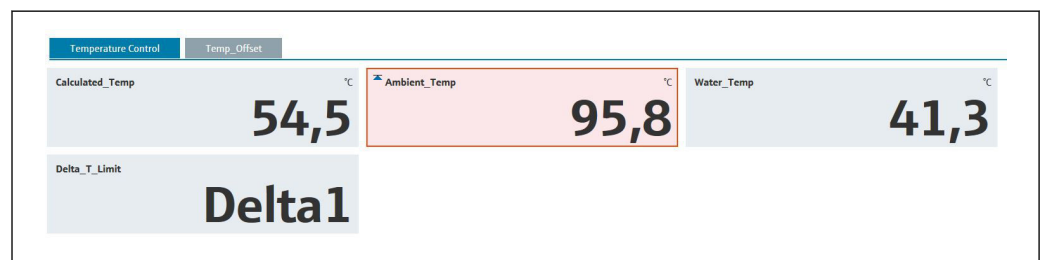 Temperature Control Temp_Offset
Calculated_Temp °C Ambient_Temp °C Water_Temp °C
54,5 95,8 41,3
Delta_T_Limit
Delta1